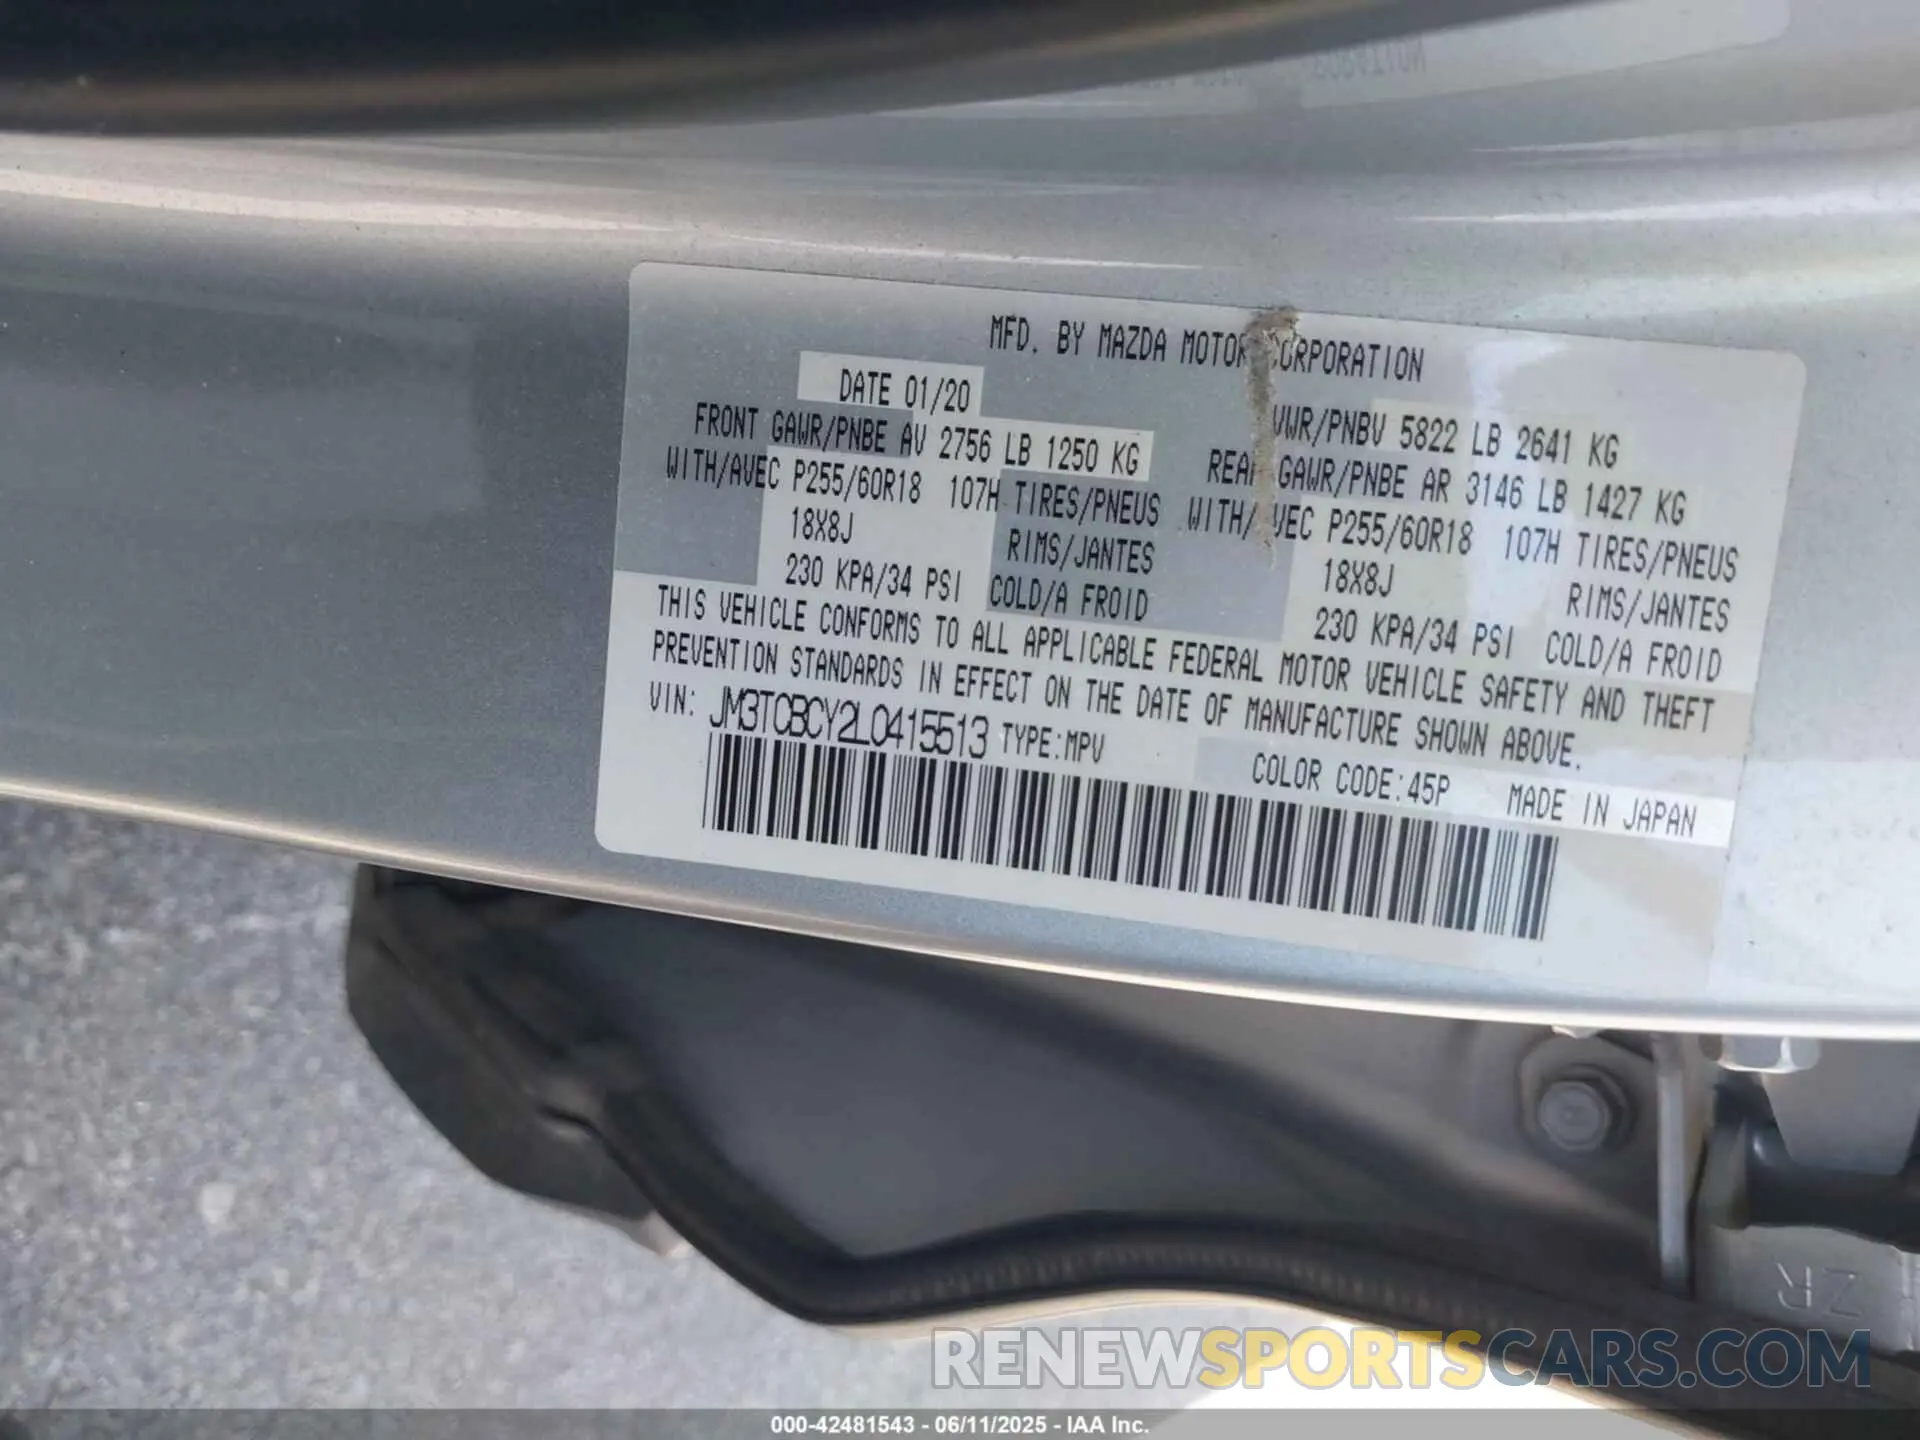 MFD. BY MAZDA MOTOR CORPORATION
DATE 01/20
VWR/PNBV 5822 LB 2641 KG
FRONT GAWR/PNBE AV 2756 LB 1250 KG
REAR GAWR/PNBE AR 3146 LB 1427 KG
WITH/AVEC P255/60R18 107H TIRES/PNEUS
WITH/AVEC P255/60R18 107H TIRES/PNEUS
18X8J RIMS/JANTES
18X8J RIMS/JANTES
230 KPA/34 PSI COLD/A FROID
230 KPA/34 PSI COLD/A FROID
THIS VEHICLE CONFORMS TO ALL APPLICABLE FEDERAL MOTOR VEHICLE SAFETY AND THEFT
PREVENTION STANDARDS IN EFFECT ON THE DATE OF MANUFACTURE SHOWN ABOVE.
VIN: JM3TCBCY2L0415513 TYPE:MPV
COLOR CODE:45P MADE IN JAPAN
ZR
RENEWSPORTSCARS.COM
000-42481543 - 06/11/2025 - IAA Inc.